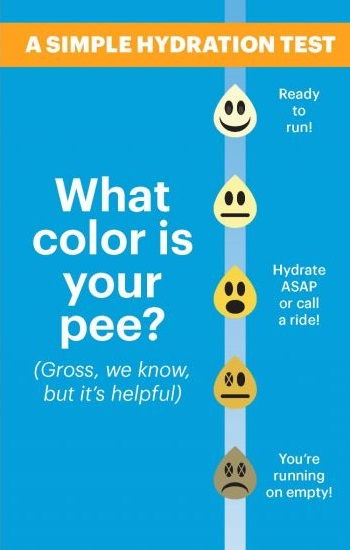 A SIMPLE HYDRATION TEST
Ready
to
run!
What
color is
your
pee?
(Gross, we know,
but it's helpful)
Hydrate
ASAP
or call
a ride!
You're
running
on empty!